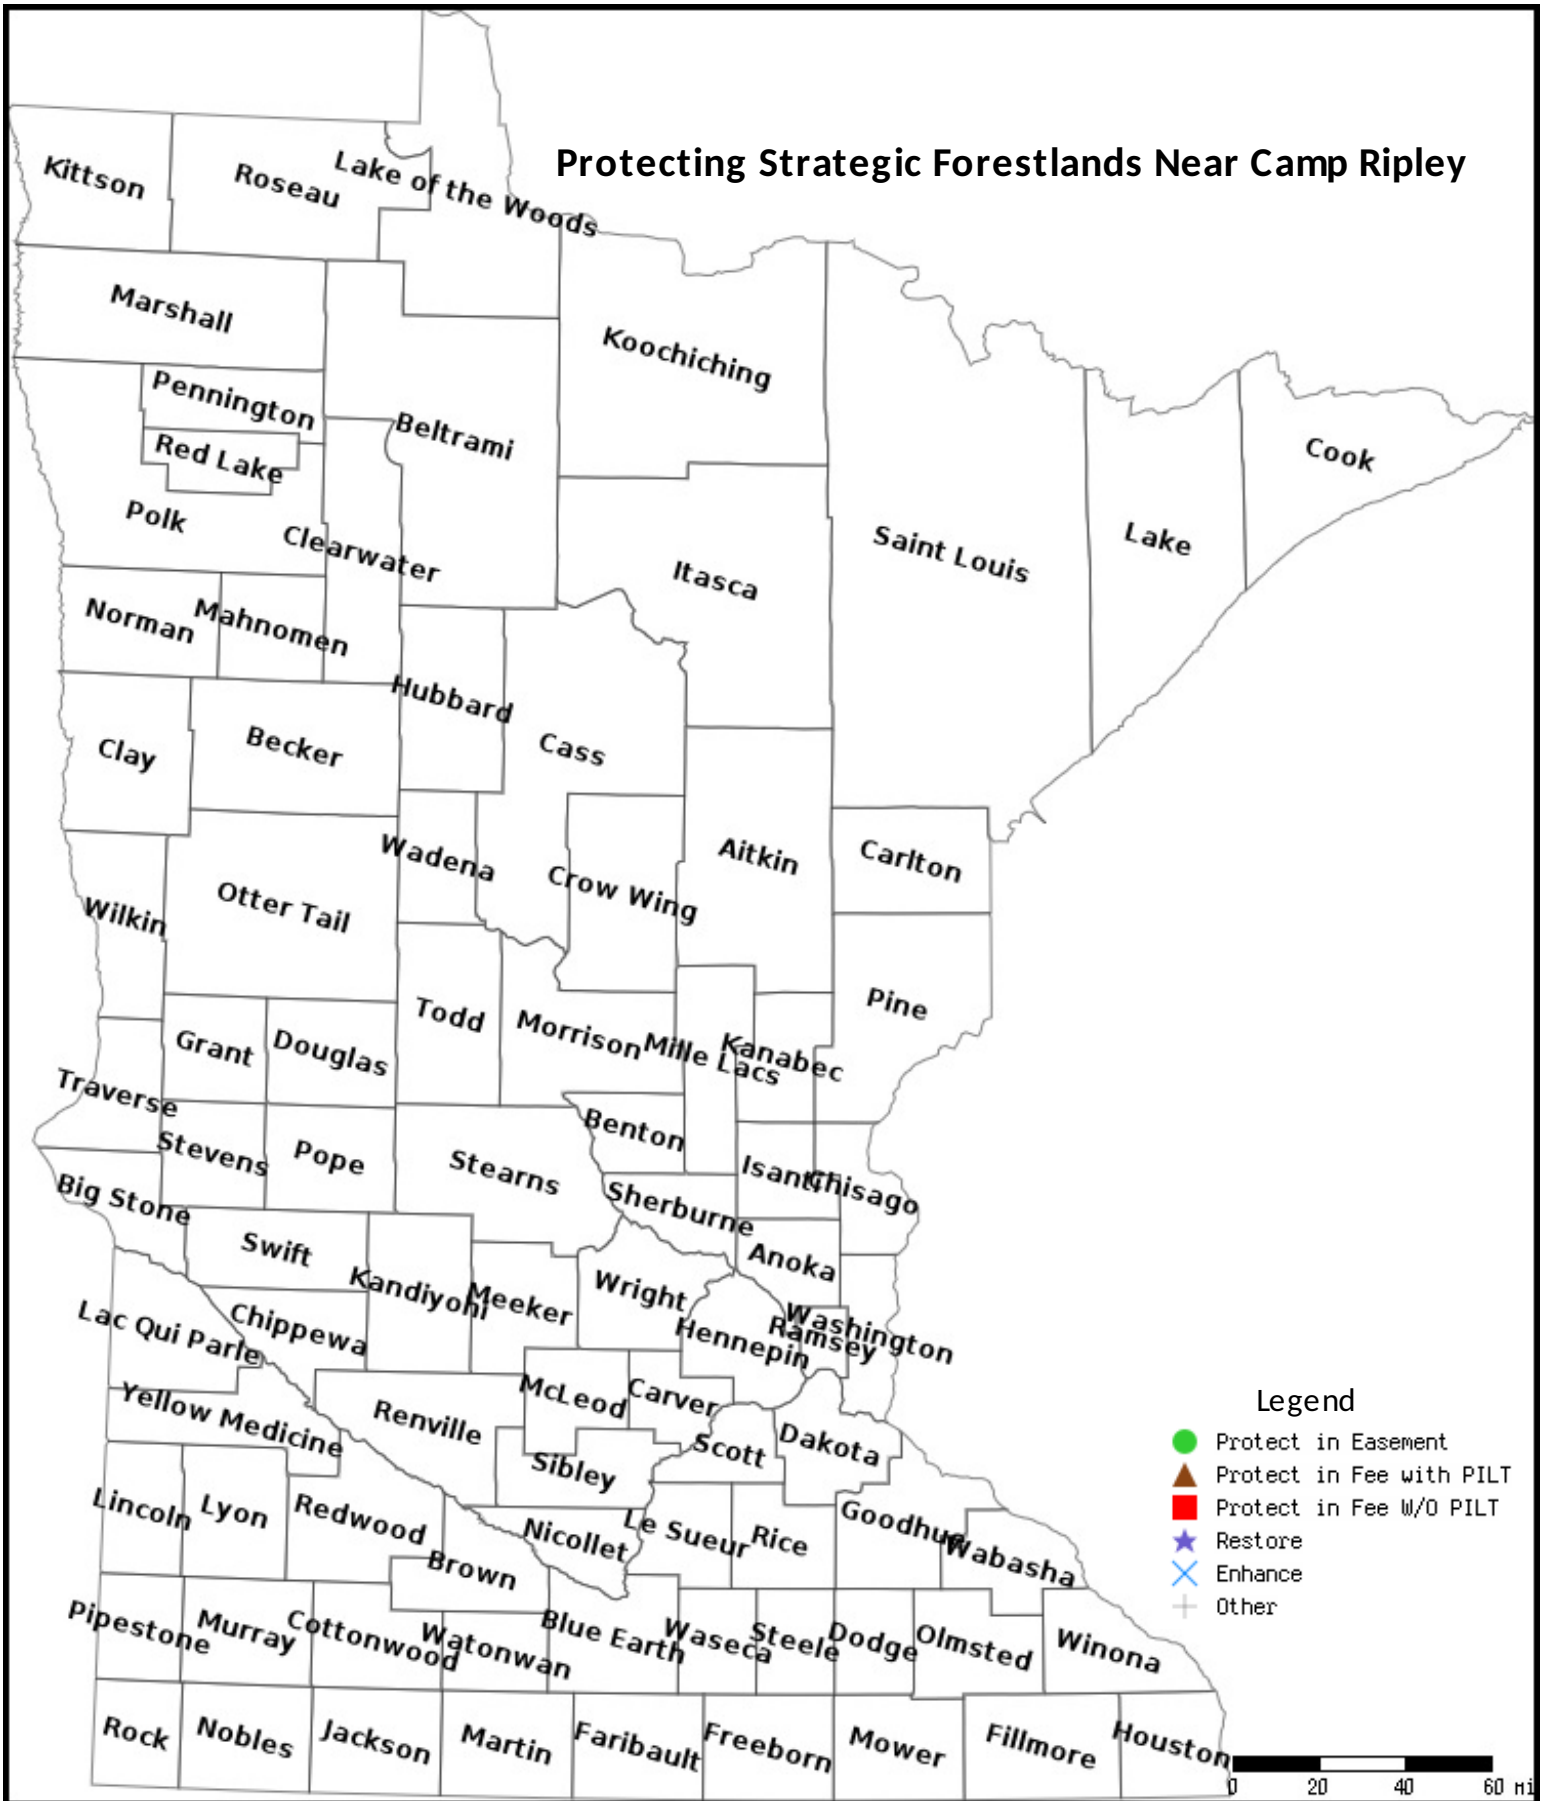 Protecting Strategic Forestlands Near Camp Ripley
Kittson
Roseau
Lake of the Woods
Marshall
Koochiching
Pennington
Beltrami
Red Lake
Cook
Polk
Clearwater
Saint Louis
Lake
Itasca
Norman
Mahnomen
Hubbard
Clay
Becker
Cass
Wadena
Aitkin
Carlton
Otter Tail
Crow Wing
Wilkin
Todd
Morrison
Pine
Grant
Douglas
Mille Lacs
Kanabec
Traverse
Benton
Stevens
Pope
Stearns
Isanti
Chisago
Big Stone
Sherburne
Swift
Anoka
Kandiyohi
Meeker
Wright
Lac Qui Parle
Chippewa
Hennepin
Ramsey
Washington
Yellow Medicine
Renville
McLeod
Carver
Scott
Dakota
Sibley
Lincoln
Lyon
Redwood
Nicollet
Le Sueur
Rice
Goodhue
Wabasha
Brown
Pipestone
Murray
Cottonwood
Watonwan
Blue Earth
Waseca
Steele
Dodge
Olmsted
Winona
Rock
Nobles
Jackson
Martin
Faribault
Freeborn
Mower
Fillmore
Houston
Legend
Protect in Easement
Protect in Fee with PILT
Protect in Fee W/O PILT
Restore
Enhance
Other
0 20 40 60 mi